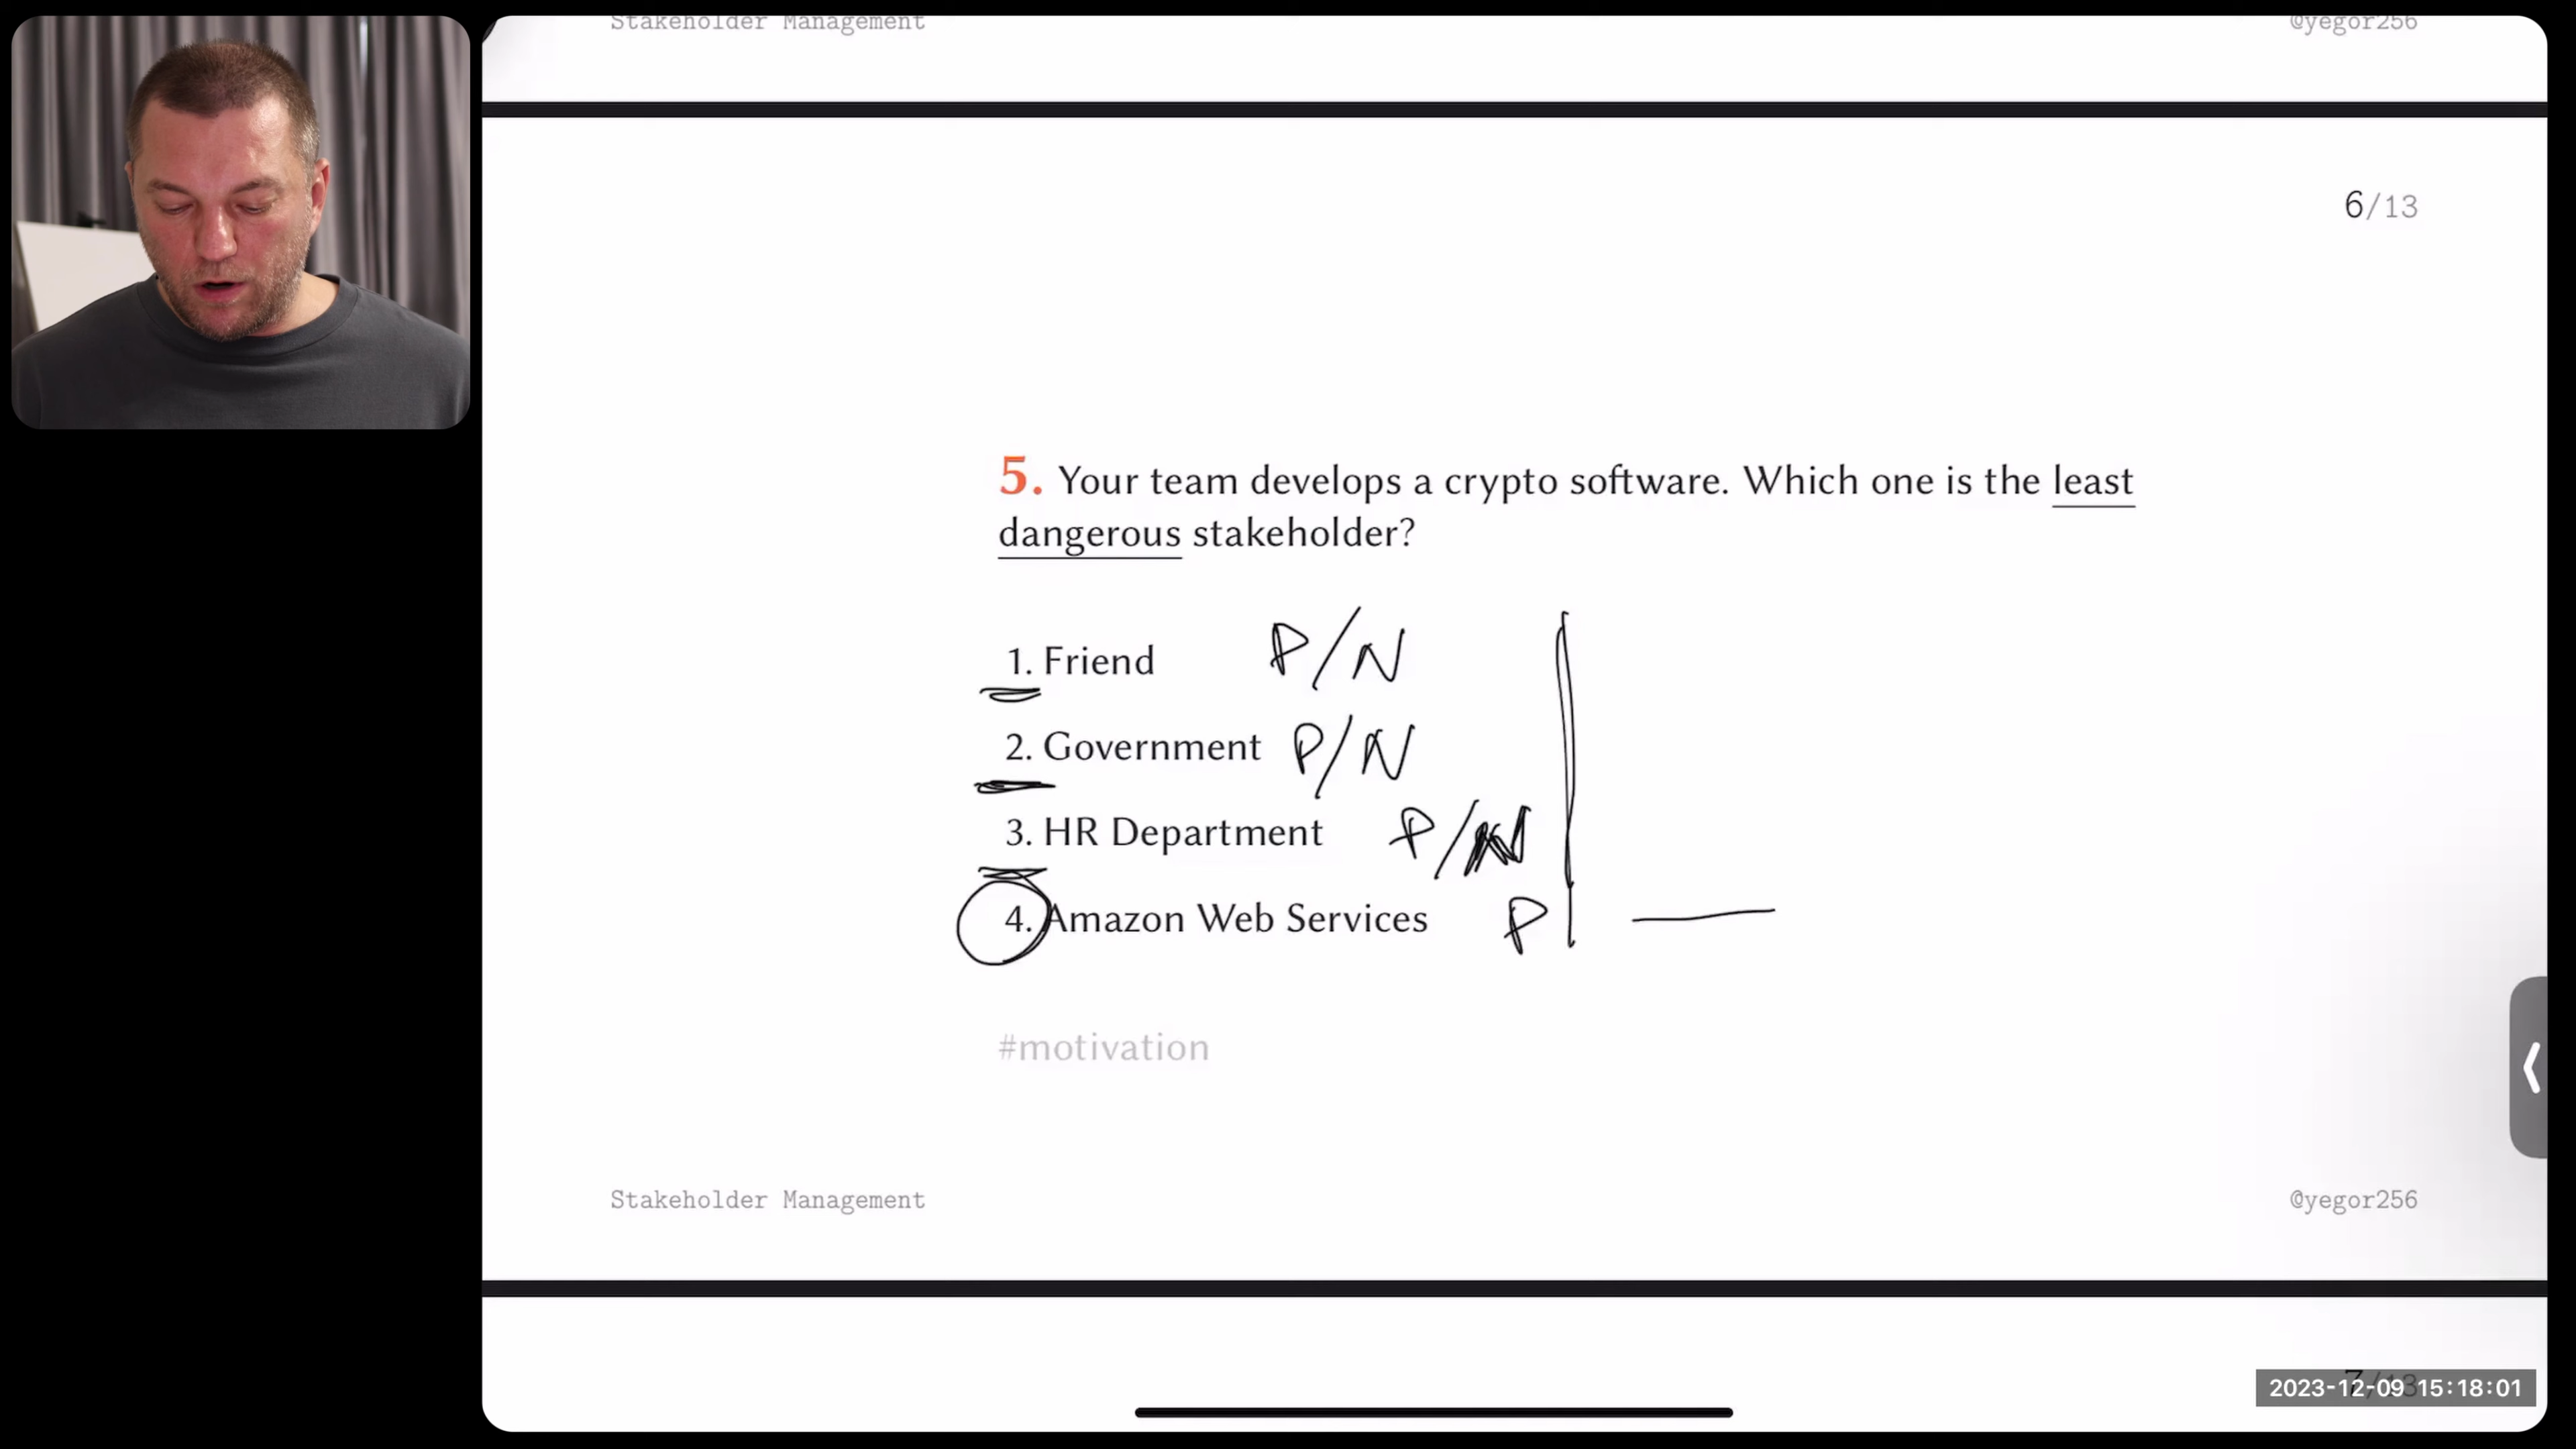 Stakeholder Management
@yegor256
6/13
5. Your team develops a crypto software. Which one is the least
dangerous stakeholder?
1. Friend P/N
2. Government P/N
3. HR Department P/N
4. Amazon Web Services P
#motivation
Stakeholder Management
@yegor256
7/13
2023-12-09 15:18:01